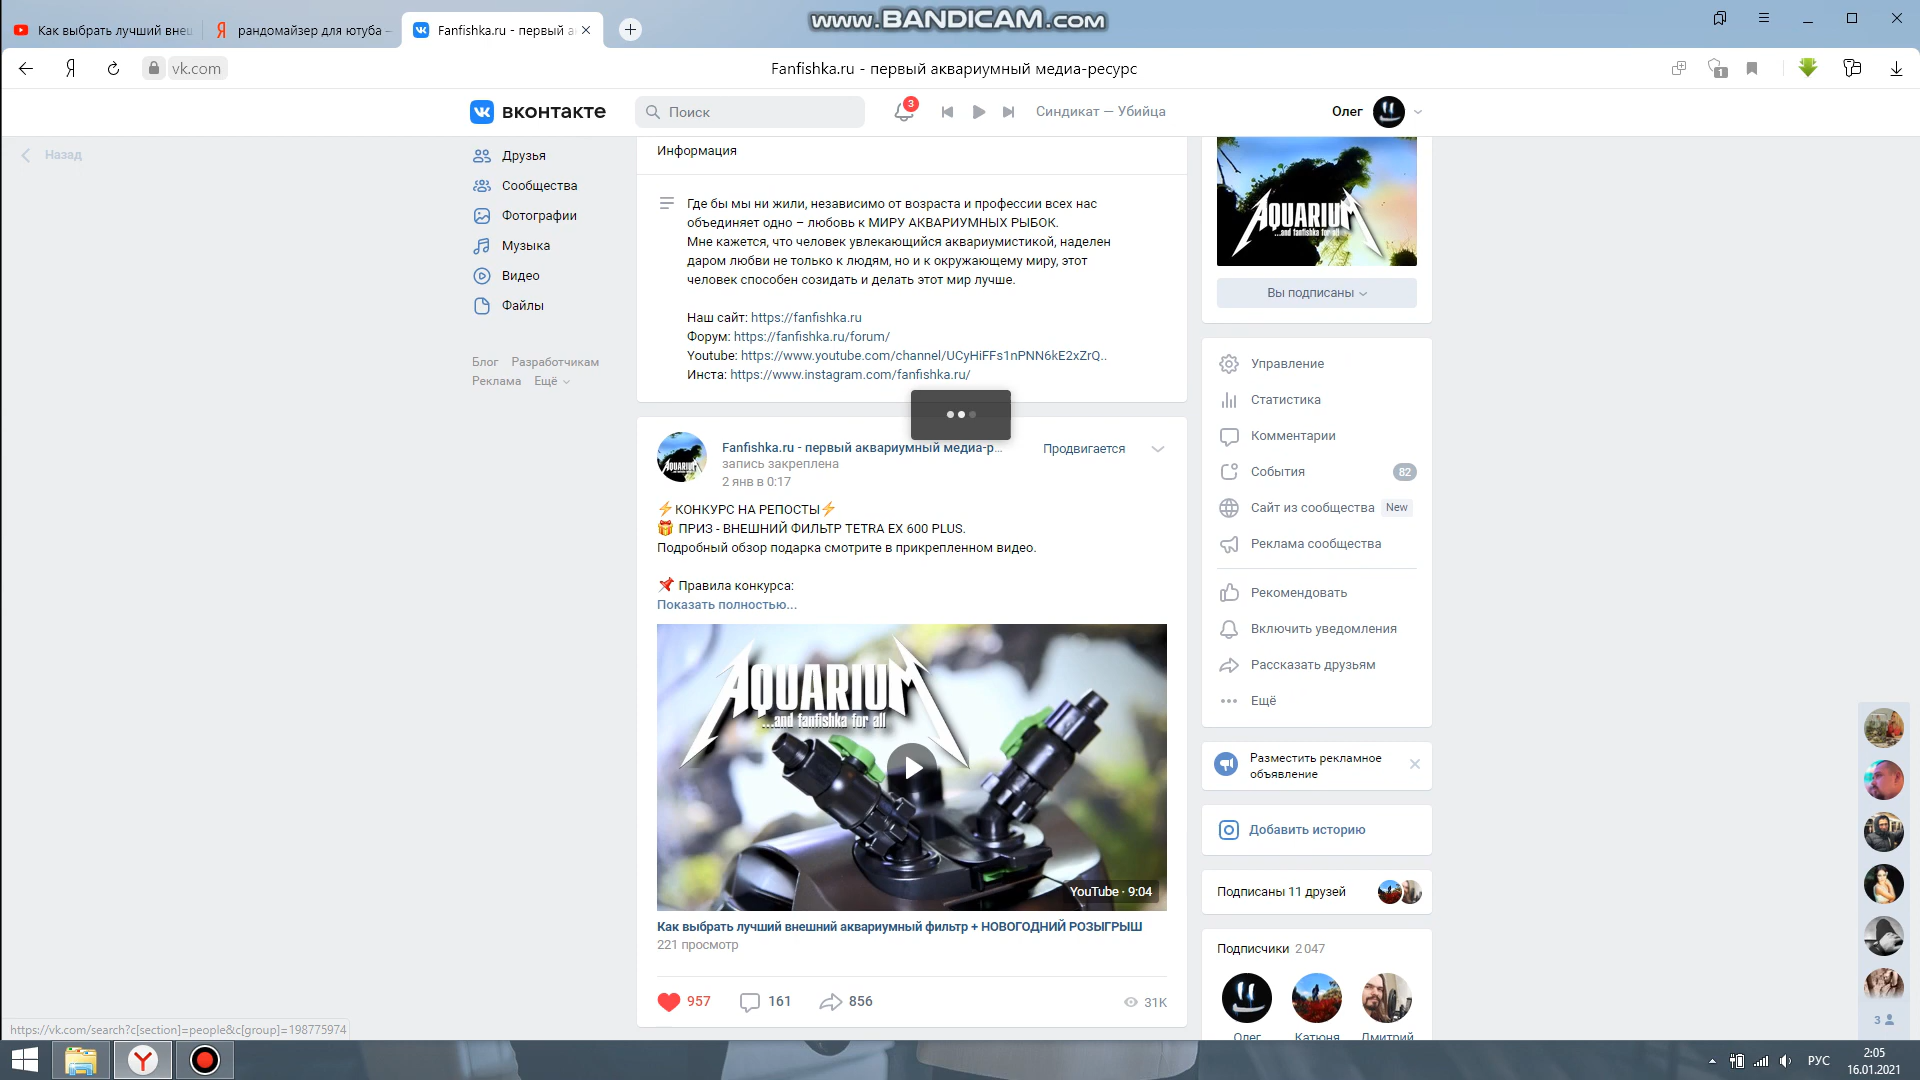 Как выбрать лучший внеш
рандомайзер для ютуба –
Fanfishka.ru - первый а
www.BANDICAM.com
vk.com
Fanfishka.ru - первый аквариумный медиа-ресурс
1
вконтакте
Поиск
3
Синдикат — Убийца
Олег
Назад
Друзья
Сообщества
Фотографии
Музыка
Видео
Файлы
Блог Разработчикам
Реклама Ещё
Информация
Где бы мы ни жили, независимо от возраста и профессии всех нас
объединяет одно – любовь к МИРУ АКВАРИУМНЫХ РЫБОК.
Мне кажется, что человек увлекающийся аквариумистикой, наделен
даром любви не только к людям, но и к окружающему миру, этот
человек способен созидать и делать этот мир лучше.
Наш сайт: https://fanfishka.ru
Форум: https://fanfishka.ru/forum/
Youtube: https://www.youtube.com/channel/UCyHiFFs1nPNN6kE2xZrQ..
Инста: https://www.instagram.com/fanfishka.ru/
Fanfishka.ru - первый аквариумный медиа-р...
Продвигается
запись закреплена
2 янв в 0:17
⚡КОНКУРС НА РЕПОСТЫ⚡
🎁 ПРИЗ - ВНЕШНИЙ ФИЛЬТР TETRA EX 600 PLUS.
Подробный обзор подарка смотрите в прикрепленном видео.
📌 Правила конкурса:
Показать полностью...
AQUARIUM
...and fanfishka for all
YouTube · 9:04
Как выбрать лучший внешний аквариумный фильтр + НОВОГОДНИЙ РОЗЫГРЫШ
221 просмотр
957
161
856
31K
AQUARIUM
...and fanfishka for all
Вы подписаны
Управление
Статистика
Комментарии
События
82
Сайт из сообщества New
Реклама сообщества
Рекомендовать
Включить уведомления
Рассказать друзьям
Ещё
Разместить рекламное
объявление
Добавить историю
Подписаны 11 друзей
Подписчики 2 047
Олег
Катюня
Дмитрий
3
https://vk.com/search?c[section]=people&c[group]=198775974
РУС
2:05
16.01.2021